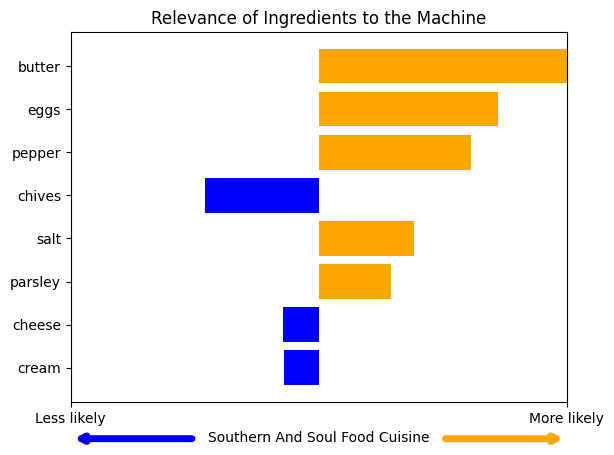 Relevance of Ingredients to the Machine
butter
eggs
pepper
chives
salt
parsley
cheese
cream
Less likely
More likely
Southern And Soul Food Cuisine